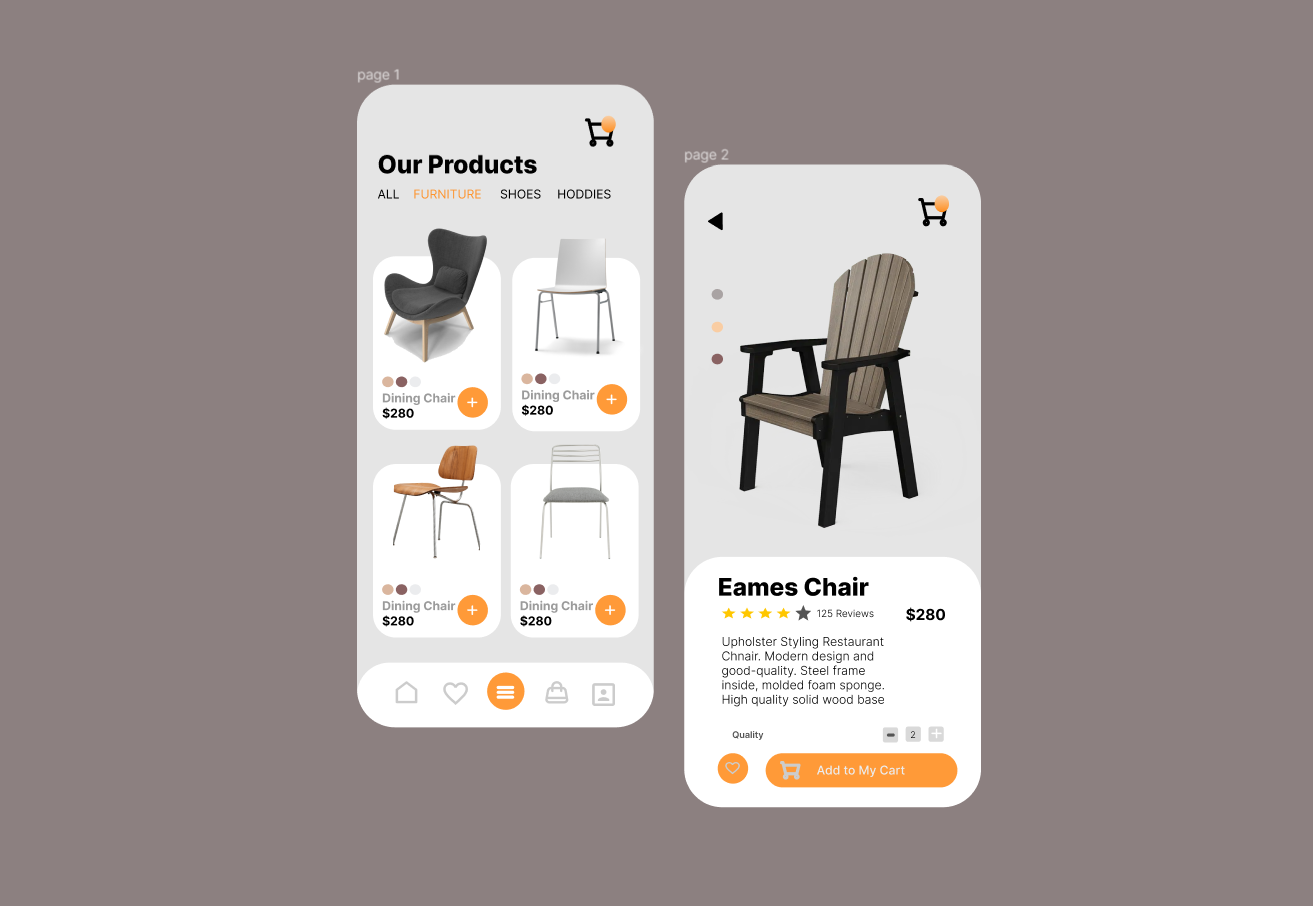 page 1
Our Products
ALL FURNITURE SHOES HODDIES
Dining Chair
$280
Dining Chair
$280
Dining Chair
$280
Dining Chair
$280
page 2
Eames Chair
125 Reviews
$280
Upholster Styling Restaurant
Chnair. Modern design and
good-quality. Steel frame
inside, molded foam sponge.
High quality solid wood base
Quality
2
Add to My Cart